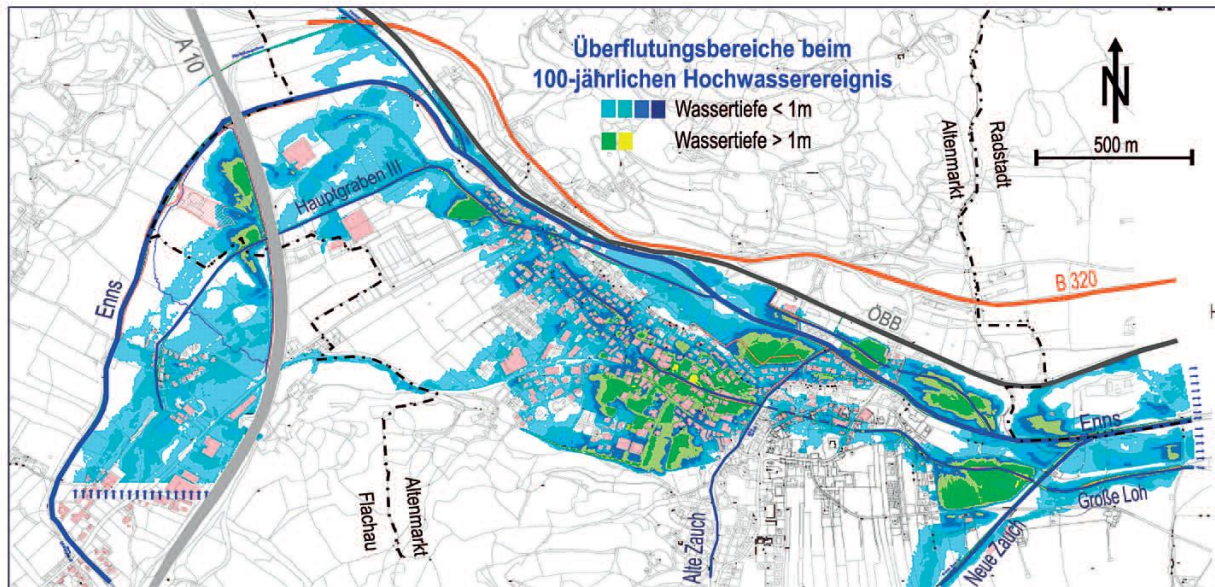 A 10
Überflutungsbereiche beim
100-jährlichen Hochwasserereignis
Wassertiefe < 1m
Wassertiefe > 1m
N
500 m
Radstadt
Altenmarkt
Hauptgraben III
Enns
B 320
ÖBB
Enns
Altenmarkt
Flachau
Alte Zauch
Neue Zauch
Große Loh
H